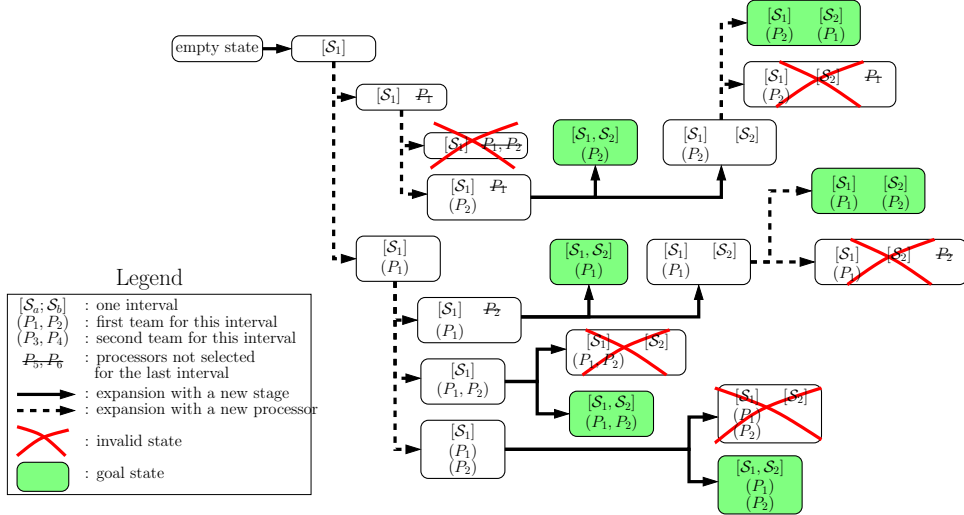 [S₁] [S₂]
(P₂) (P₁)
empty state
[S₁]
[S₁] [S₂] P₁
(P₂)
[S₁] P₁
[S₁] P₁, P₂
[S₁, S₂]
(P₂)
[S₁] [S₂]
(P₂)
[S₁] P₁
(P₂)
[S₁] [S₂]
(P₁) (P₂)
[S₁]
(P₁)
[S₁, S₂]
(P₁)
[S₁] [S₂]
(P₁)
[S₁] [S₂] P₂
(P₁)
[S₁] P₂
(P₁)
[S₁] [S₂]
(P₁, P₂)
[S₁]
(P₁, P₂)
[S₁, S₂]
(P₁, P₂)
[S₁] [S₂]
(P₁)
(P₂)
[S₁]
(P₁)
(P₂)
[S₁, S₂]
(P₁)
(P₂)
Legend
[Sₐ; S_b] : one interval
(P₁, P₂) : first team for this interval
(P₃, P₄) : second team for this interval
P₅, P₆ : processors not selected
for the last interval
: expansion with a new stage
: expansion with a new processor
: invalid state
: goal state